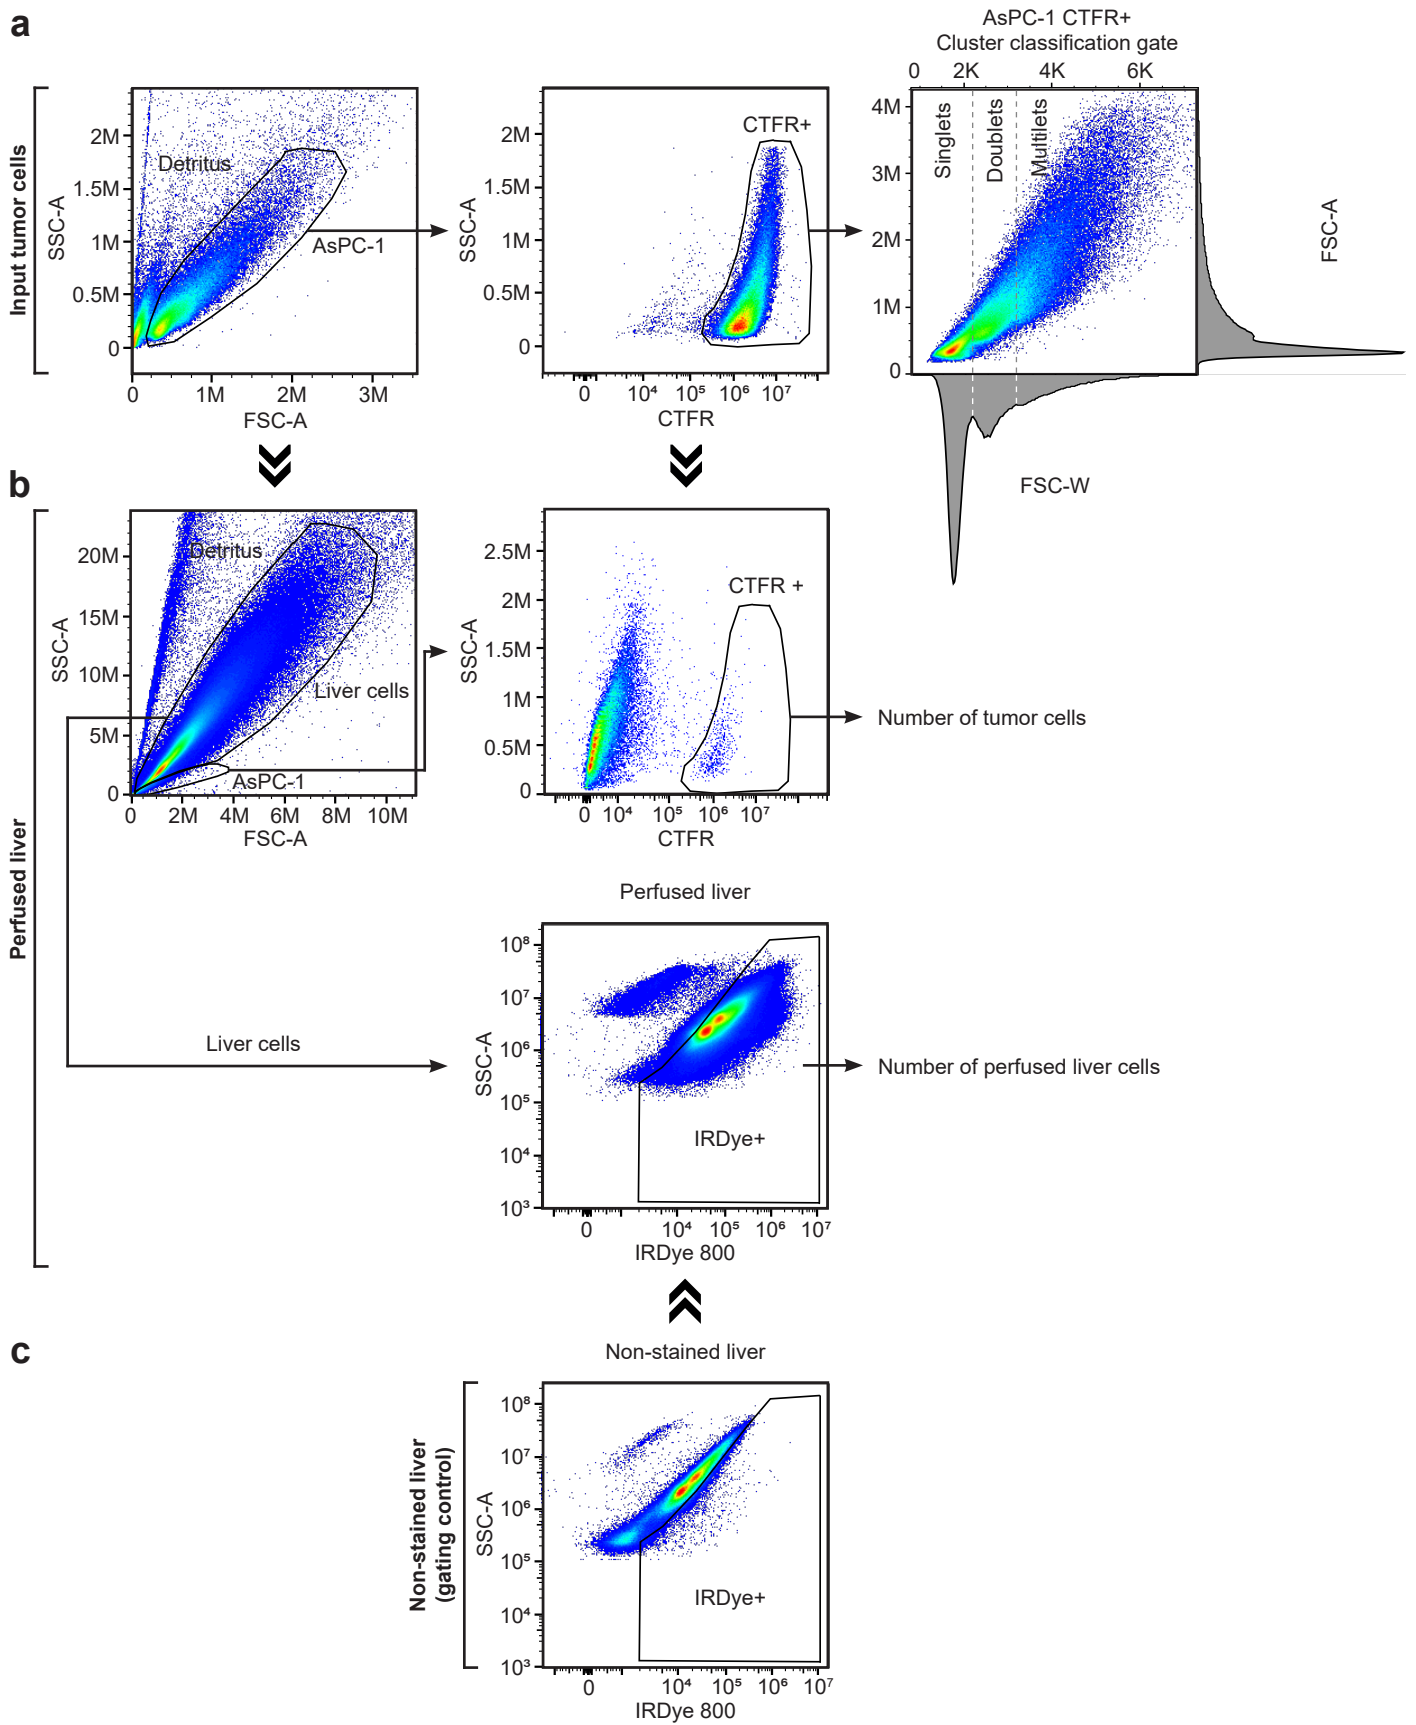 a
AsPC-1 CTFR+
Cluster classification gate
0 2K 4K 6K
Input tumor cells
SSC-A
2M
1.5M
1M
0.5M
0
Detritus
AsPC-1
0 1M 2M 3M
FSC-A
SSC-A
2M
1.5M
1M
0.5M
0
CTFR+
0 10⁴ 10⁵ 10⁶ 10⁷
CTFR
4M
3M
2M
1M
0
Singlets
Doublets
Multilets
FSC-A
FSC-W
b
Perfused liver
SSC-A
20M
15M
10M
5M
0
Detritus
Liver cells
AsPC-1
0 2M 4M 6M 8M 10M
FSC-A
SSC-A
2.5M
2M
1.5M
1M
0.5M
0
CTFR +
0 10⁴ 10⁵ 10⁶ 10⁷
CTFR
Number of tumor cells
Perfused liver
Liver cells
SSC-A
10⁸
10⁷
10⁶
10⁵
10⁴
10³
IRDye+
0 10⁴ 10⁵ 10⁶ 10⁷
IRDye 800
Number of perfused liver cells
c
Non-stained liver
Non-stained liver
(gating control)
SSC-A
10⁸
10⁷
10⁶
10⁵
10⁴
10³
IRDye+
0 10⁴ 10⁵ 10⁶ 10⁷
IRDye 800